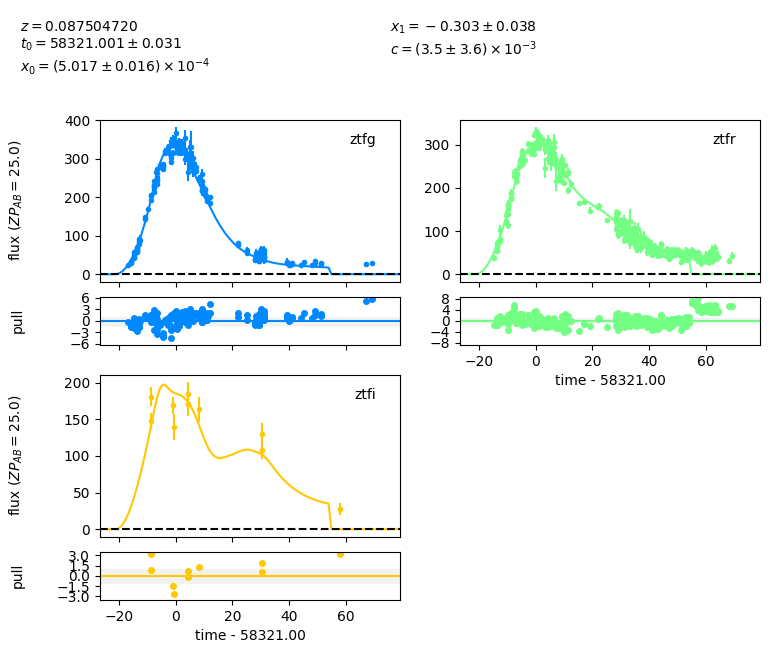 z = 0.087504720
t₀ = 58321.001 ± 0.031
x₀ = (5.017 ± 0.016) × 10⁻⁴
x₁ = −0.303 ± 0.038
c = (3.5 ± 3.6) × 10⁻³
ztfg
flux (ZP_AB = 25.0)
400
300
200
100
0
ztfr
300
200
100
0
pull
6
3
0
−3
−6
8
4
0
−4
−8
−20 0 20 40 60
time - 58321.00
ztfi
flux (ZP_AB = 25.0)
200
150
100
50
0
pull
3.0
1.5
0.0
−1.5
−3.0
−20 0 20 40 60
time - 58321.00